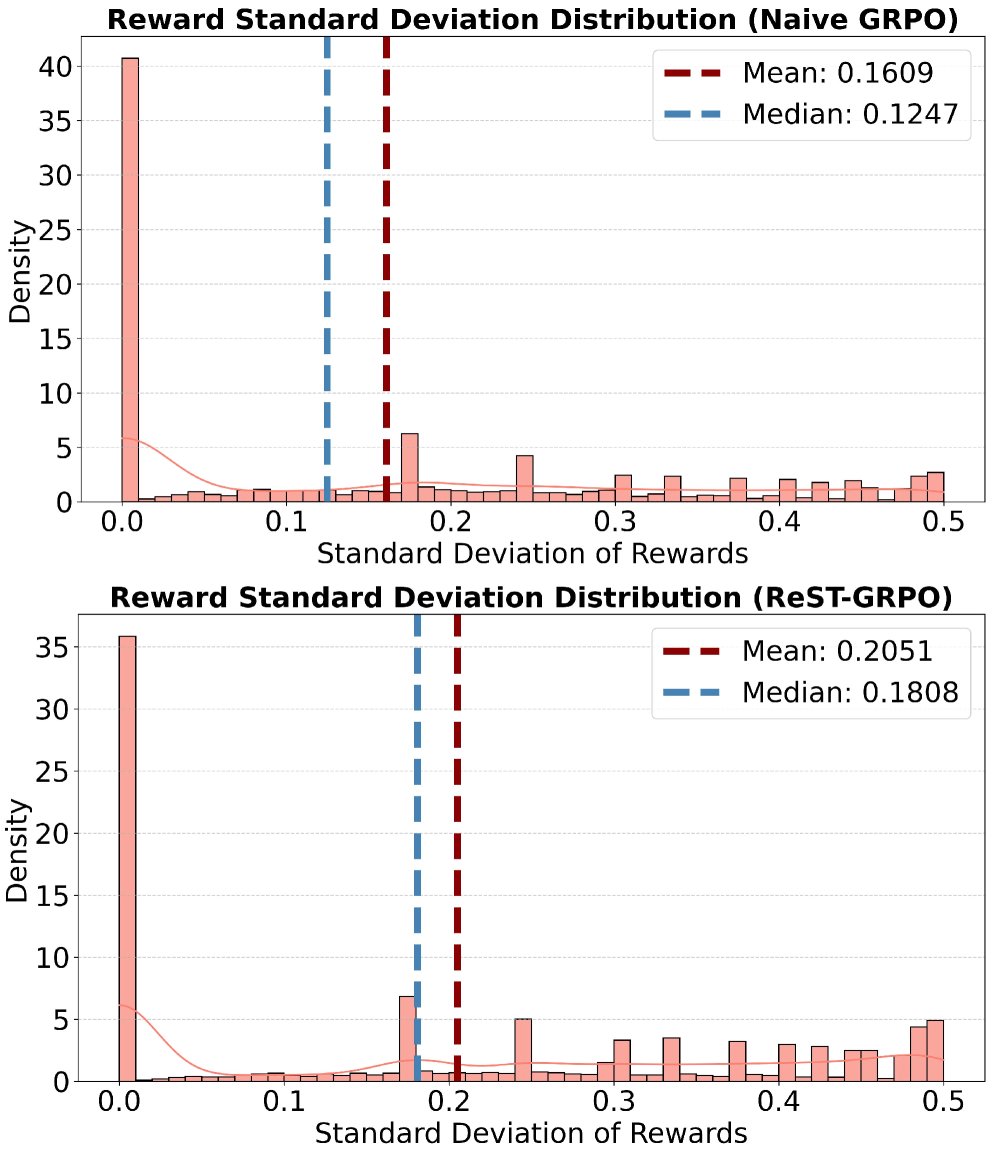 Reward Standard Deviation Distribution (Naive GRPO)
Mean: 0.1609
Median: 0.1247
40
35
30
25
20
15
10
5
0
Density
0.0 0.1 0.2 0.3 0.4 0.5
Standard Deviation of Rewards
Reward Standard Deviation Distribution (ReST-GRPO)
Mean: 0.2051
Median: 0.1808
35
30
25
20
15
10
5
0
Density
0.0 0.1 0.2 0.3 0.4 0.5
Standard Deviation of Rewards